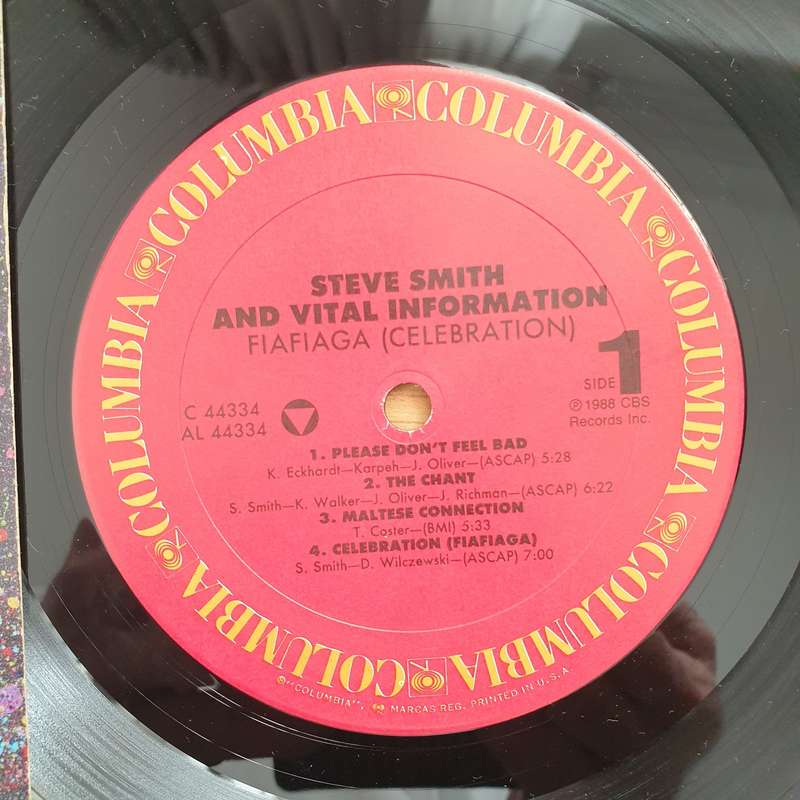 COLUMBIA COLUMBIA COLUMBIA COLUMBIA COLUMBIA COLUMBIA COLUMBIA COLUMBIA
STEVE SMITH
AND VITAL INFORMATION
FIAFIAGA (CELEBRATION)
SIDE 1
C 44334
AL 44334
℗ 1988 CBS
Records Inc.
1. PLEASE DON'T FEEL BAD
K. Eckhardt—Karpeh—J. Oliver—(ASCAP) 5:28
2. THE CHANT
S. Smith—K. Walker—J. Oliver—J. Richman—(ASCAP) 6:22
3. MALTESE CONNECTION
T. Coster—(BMI) 5:33
4. CELEBRATION (FIAFIAGA)
S. Smith—D. Wilczewski—(ASCAP) 7:00
"COLUMBIA", MARCAS REG. PRINTED IN U.S.A.